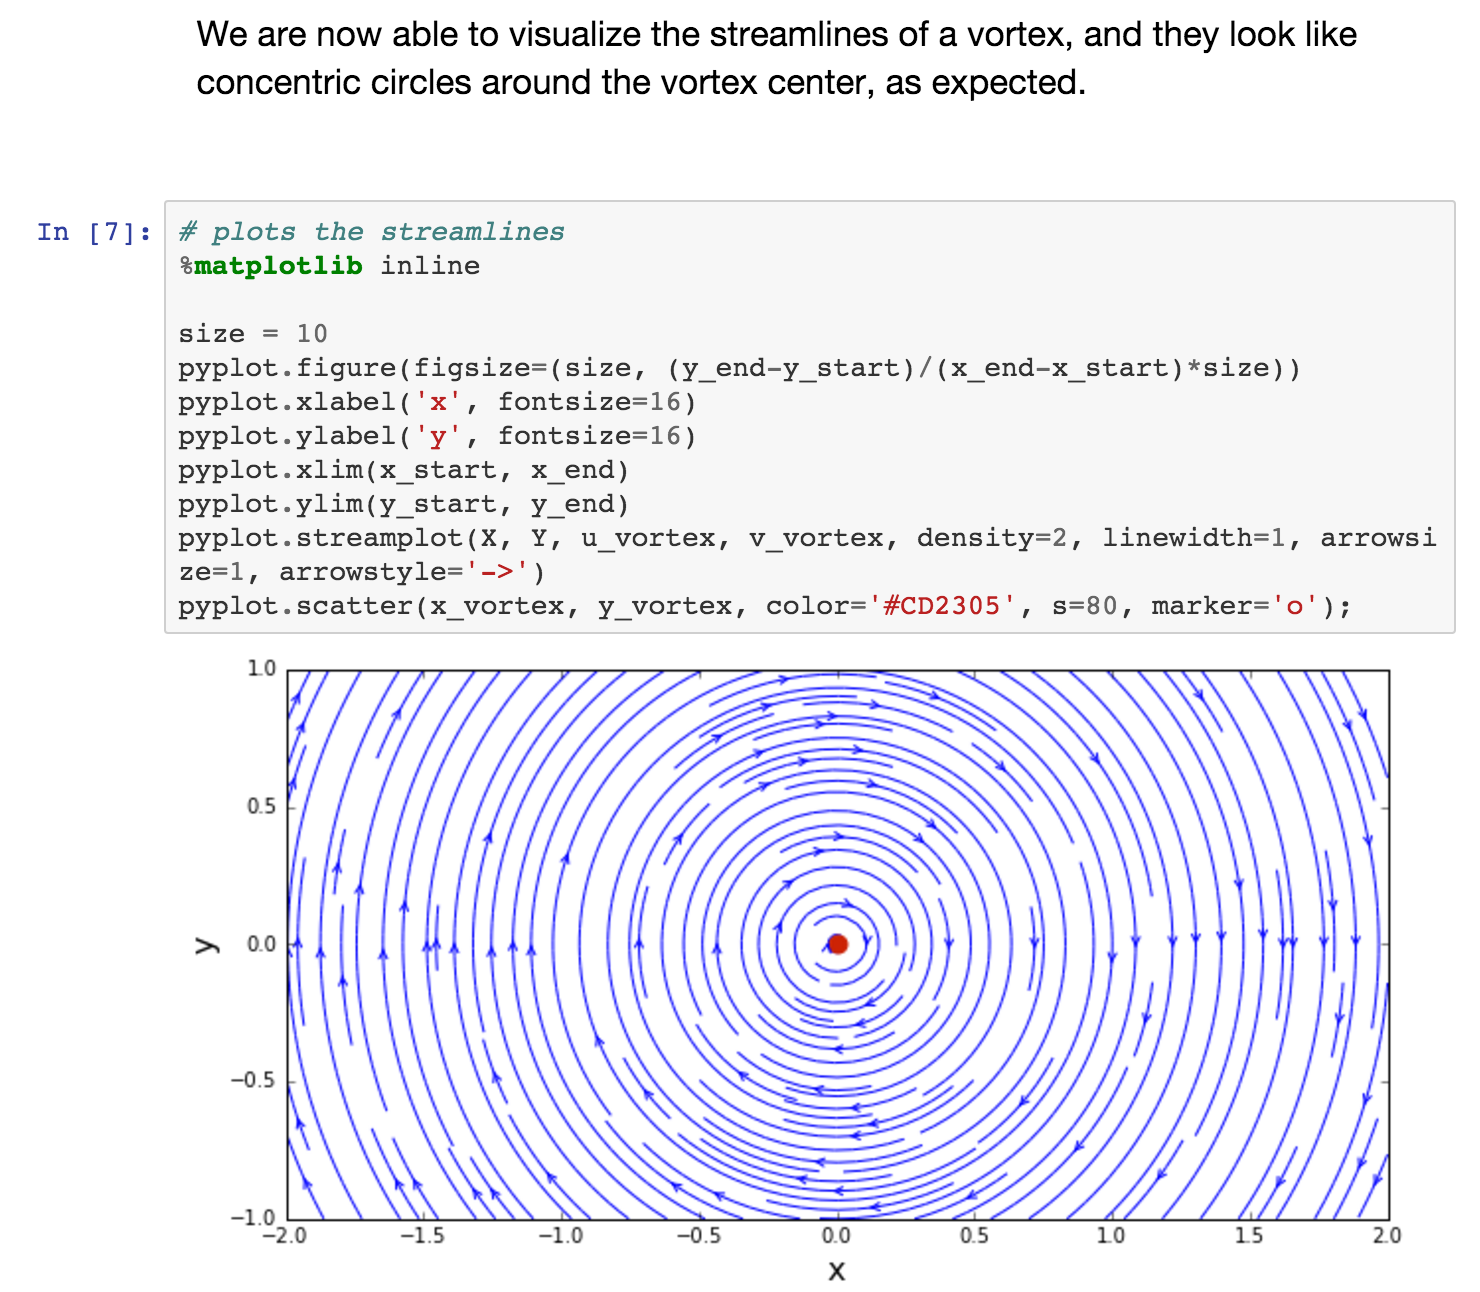 We are now able to visualize the streamlines of a vortex, and they look like
concentric circles around the vortex center, as expected.
In [7]:
# plots the streamlines
%matplotlib inline
size = 10
pyplot.figure(figsize=(size, (y_end-y_start)/(x_end-x_start)*size))
pyplot.xlabel('x', fontsize=16)
pyplot.ylabel('y', fontsize=16)
pyplot.xlim(x_start, x_end)
pyplot.ylim(y_start, y_end)
pyplot.streamplot(X, Y, u_vortex, v_vortex, density=2, linewidth=1, arrowsi
ze=1, arrowstyle='->')
pyplot.scatter(x_vortex, y_vortex, color='#CD2305', s=80, marker='o');
1.0
0.5
0.0
−0.5
−1.0
y
−2.0 −1.5 −1.0 −0.5 0.0 0.5 1.0 1.5 2.0
x